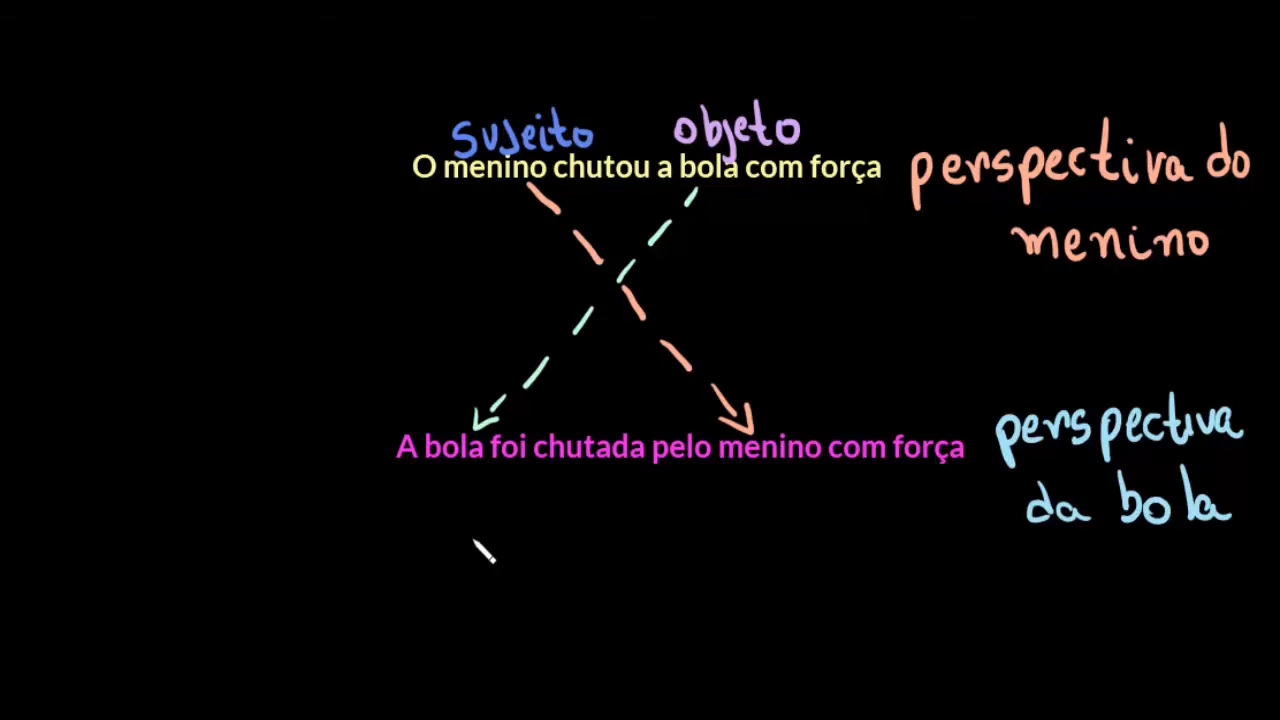 sujeito objeto
O menino chutou a bola com força
perspectiva do
menino
A bola foi chutada pelo menino com força
perspectiva
da bola